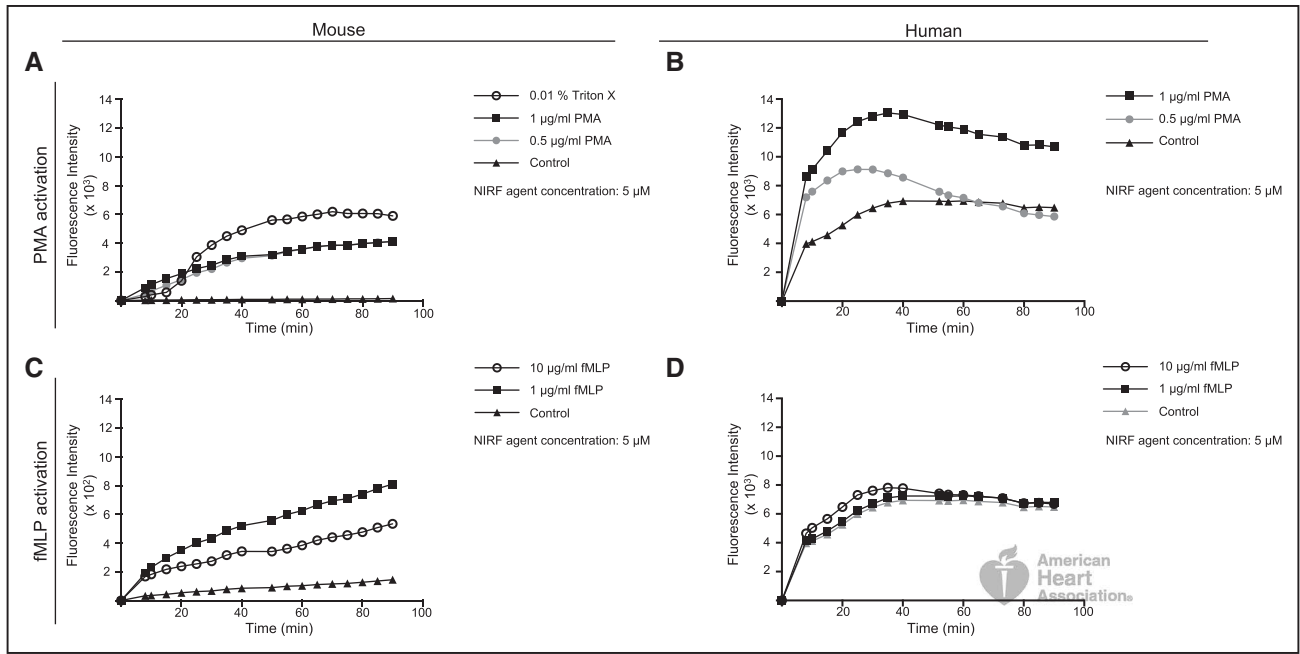 Mouse
Human
A
PMA activation
Fluorescence Intensity
(x 10³)
14
12
10
8
6
4
2
20
40
60
80
100
Time (min)
0.01 % Triton X
1 µg/ml PMA
0.5 µg/ml PMA
Control
NIRF agent concentration: 5 µM
B
Fluorescence Intensity
(x 10³)
14
12
10
8
6
4
2
20
40
60
80
100
Time (min)
1 µg/ml PMA
0.5 µg/ml PMA
Control
NIRF agent concentration: 5 µM
C
fMLP activation
Fluorescence Intensity
(x 10²)
14
12
10
8
6
4
2
20
40
60
80
100
Time (min)
10 µg/ml fMLP
1 µg/ml fMLP
Control
NIRF agent concentration: 5 µM
D
Fluorescence Intensity
(x 10³)
14
12
10
8
6
4
2
20
40
60
80
100
Time (min)
10 µg/ml fMLP
1 µg/ml fMLP
Control
NIRF agent concentration: 5 µM
American
Heart
Association®